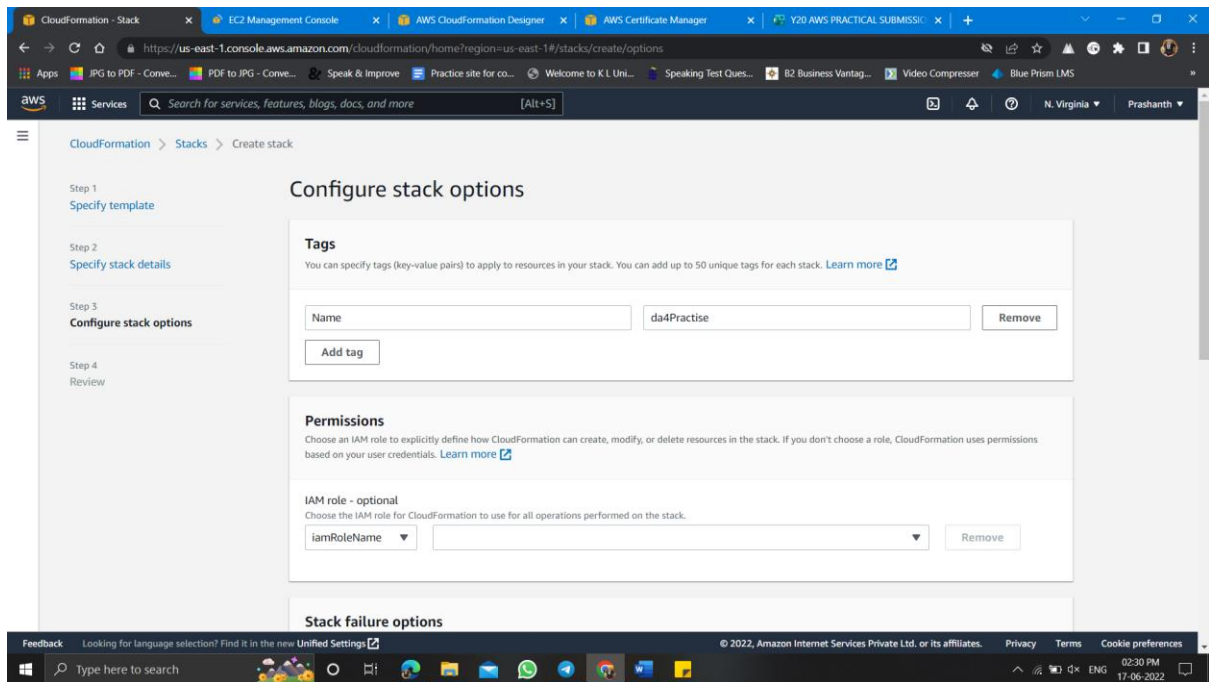 CloudFormation - Stack
EC2 Management Console
AWS CloudFormation Designer
AWS Certificate Manager
Y20 AWS PRACTICAL SUBMISSIO
https://us-east-1.console.aws.amazon.com/cloudformation/home?region=us-east-1#/stacks/create/options
Apps JPG to PDF - Conve... PDF to JPG - Conve... Speak & Improve Practice site for co... Welcome to K L Uni... Speaking Test Ques... B2 Business Vantag... Video Compresser Blue Prism LMS »
aws Services Search for services, features, blogs, docs, and more [Alt+S] N. Virginia ▼ Prashanth ▼
CloudFormation > Stacks > Create stack
Step 1
Specify template
Step 2
Specify stack details
Step 3
Configure stack options
Step 4
Review
Configure stack options
Tags
You can specify tags (key-value pairs) to apply to resources in your stack. You can add up to 50 unique tags for each stack. Learn more
Name da4Practise Remove
Add tag
Permissions
Choose an IAM role to explicitly define how CloudFormation can create, modify, or delete resources in the stack. If you don't choose a role, CloudFormation uses permissions
based on your user credentials. Learn more
IAM role - optional
Choose the IAM role for CloudFormation to use for all operations performed on the stack.
iamRoleName ▼ ▼ Remove
Stack failure options
Feedback Looking for language selection? Find it in the new Unified Settings © 2022, Amazon Internet Services Private Ltd. or its affiliates. Privacy Terms Cookie preferences
Type here to search ENG 02:30 PM
17-06-2022